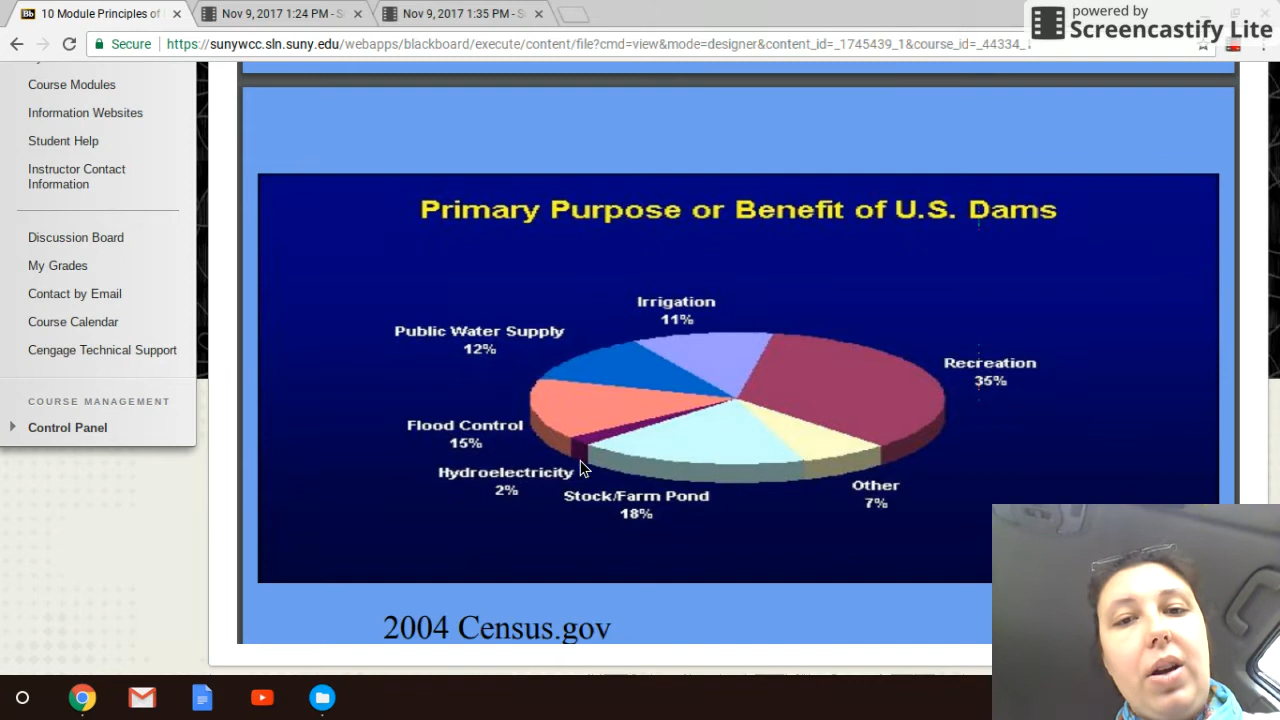 10 Module Principles of
Nov 9, 2017 1:24 PM - S
Nov 9, 2017 1:35 PM - S
powered by
Screencastify Lite
Secure
https://sunywcc.sln.suny.edu/webapps/blackboard/execute/content/file?cmd=view&mode=designer&content_id=_1745439_1&course_id=_44334_1
Course Modules
Information Websites
Student Help
Instructor Contact
Information
Discussion Board
My Grades
Contact by Email
Course Calendar
Cengage Technical Support
COURSE MANAGEMENT
Control Panel
Primary Purpose or Benefit of U.S. Dams
Irrigation
11%
Public Water Supply
12%
Recreation
35%
Flood Control
15%
Hydroelectricity
2%
Stock/Farm Pond
18%
Other
7%
2004 Census.gov